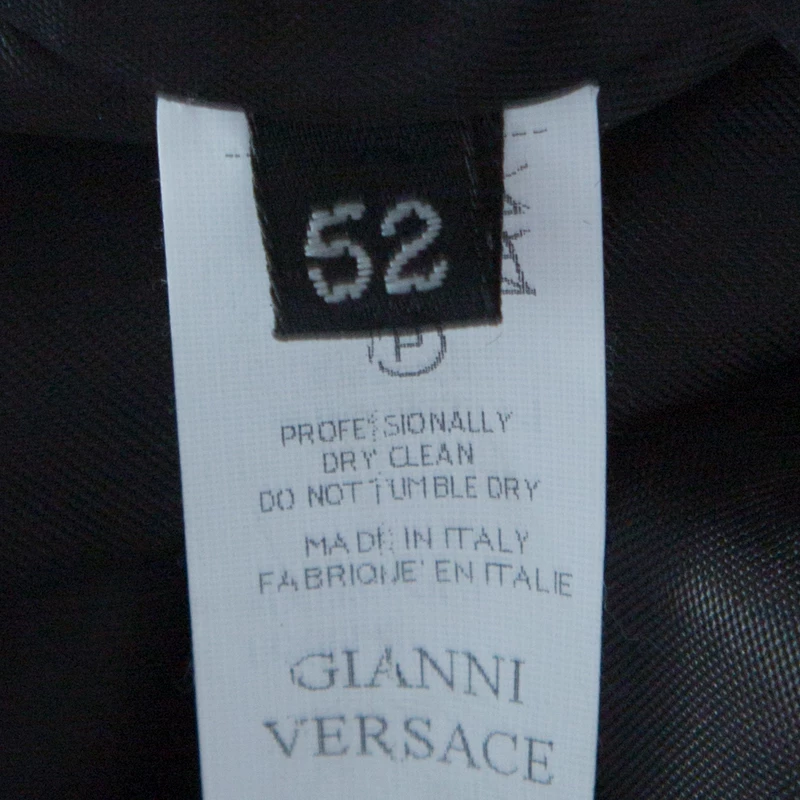 52
P
PROFESSIONALLY
DRY CLEAN
DO NOT TUMBLE DRY
MADE IN ITALY
FABRIQUE' EN ITALIE
GIANNI
VERSACE